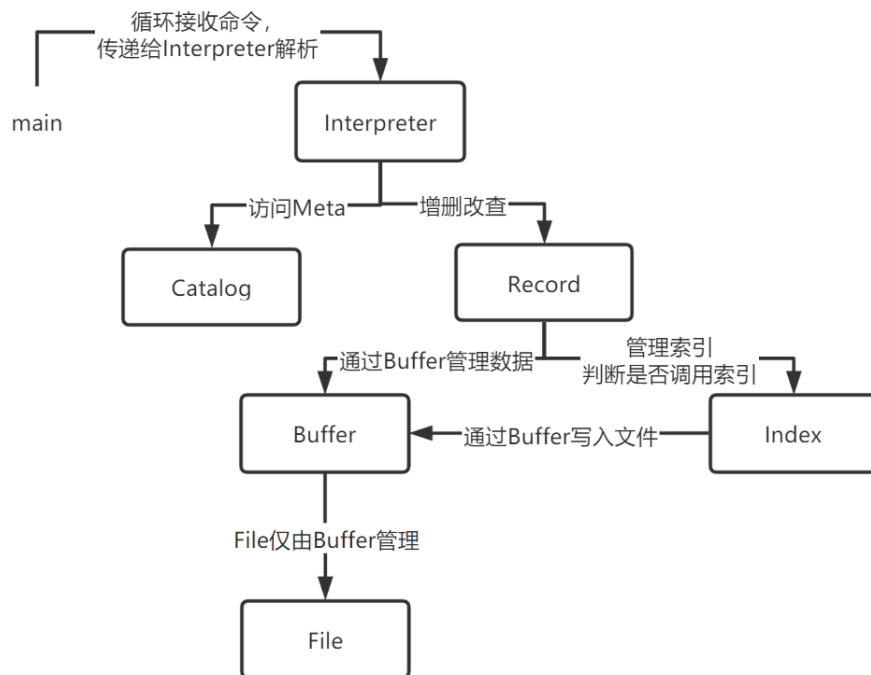 循环接收命令，
传递给Interpreter解析
main
Interpreter
访问Meta
增删改查
Catalog
Record
通过Buffer管理数据
管理索引
判断是否调用索引
Buffer
通过Buffer写入文件
Index
File仅由Buffer管理
File